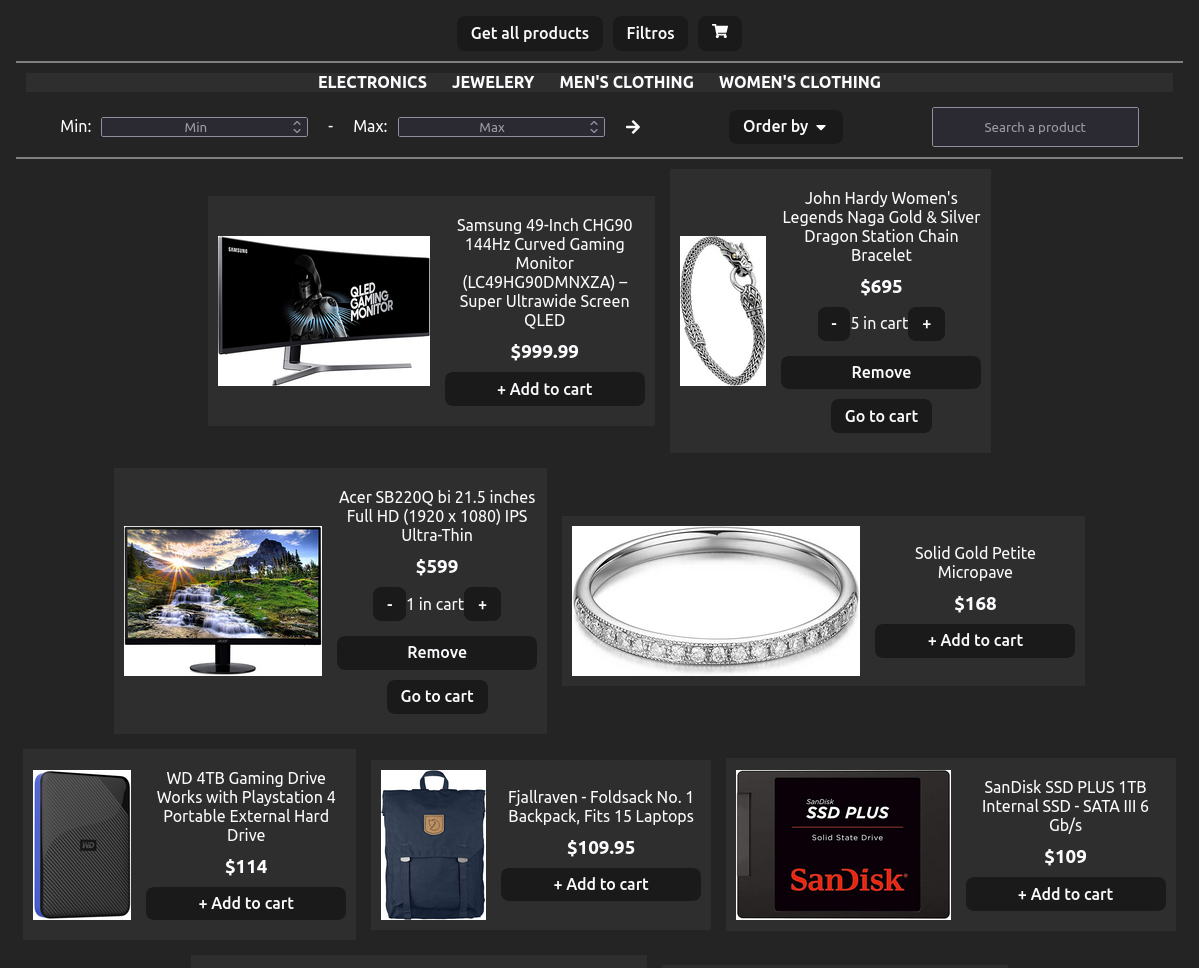 Get all products
Filtros
ELECTRONICS
JEWELERY
MEN'S CLOTHING
WOMEN'S CLOTHING
Min:
Min
-
Max:
Max
Order by
Search a product
SAMSUNG
QLED
GAMING
MONITOR
Samsung 49-Inch CHG90
144Hz Curved Gaming
Monitor
(LC49HG90DMNXZA) –
Super Ultrawide Screen
QLED
$999.99
+ Add to cart
John Hardy Women's
Legends Naga Gold & Silver
Dragon Station Chain
Bracelet
$695
- 5 in cart +
Remove
Go to cart
Acer SB220Q bi 21.5 inches
Full HD (1920 x 1080) IPS
Ultra-Thin
$599
- 1 in cart +
Remove
Go to cart
Solid Gold Petite
Micropave
$168
+ Add to cart
WD
WD 4TB Gaming Drive
Works with Playstation 4
Portable External Hard
Drive
$114
+ Add to cart
Fjallraven - Foldsack No. 1
Backpack, Fits 15 Laptops
$109.95
+ Add to cart
SanDisk
SSD PLUS
Solid State Drive
SanDisk
SanDisk SSD PLUS 1TB
Internal SSD - SATA III 6
Gb/s
$109
+ Add to cart